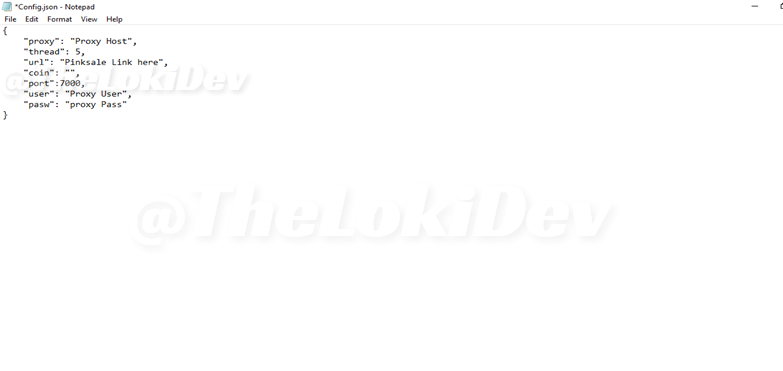 *Config.json - Notepad
File Edit Format View Help
{
"proxy": "Proxy Host",
"thread": 5,
"url": "Pinksale Link here",
"coin": "",
@TheLokiDev
"port":7000,
"user": "Proxy User",
"pasw": "proxy Pass"
}
@TheLokiDev